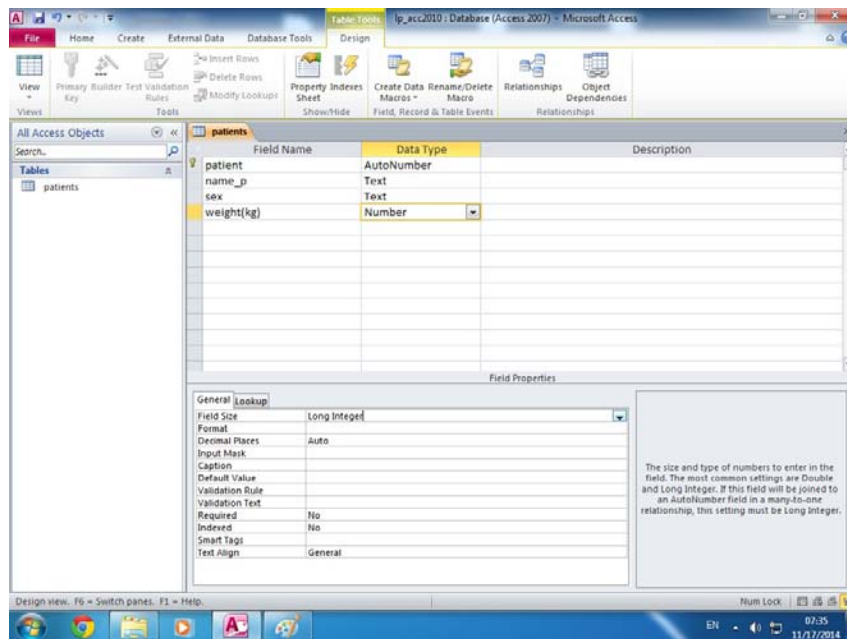 Table Tools
lp_acc2010 : Database (Access 2007) - Microsoft Access
File Home Create External Data Database Tools Design
View
Primary Key
Builder
Test Validation Rules
Insert Rows
Delete Rows
Modify Lookups
Property Sheet
Indexes
Create Data Macros
Rename/Delete Macro
Relationships
Object Dependencies
Views Tools Show/Hide Field, Record & Table Events Relationships
All Access Objects
Search..
Tables
patients
patients
Field Name Data Type Description
patient AutoNumber
name_p Text
sex Text
weight(kg) Number
Field Properties
General Lookup
Field Size Long Integer
Format
Decimal Places Auto
Input Mask
Caption
Default Value
Validation Rule
Validation Text
Required No
Indexed No
Smart Tags
Text Align General
The size and type of numbers to enter in the
field. The most common settings are Double
and Long Integer. If this field will be joined to
an AutoNumber field in a many-to-one
relationship, this setting must be Long Integer.
Design view. F6 = Switch panes. F1 = Help.
Num Lock
EN
07:35
11/17/2014